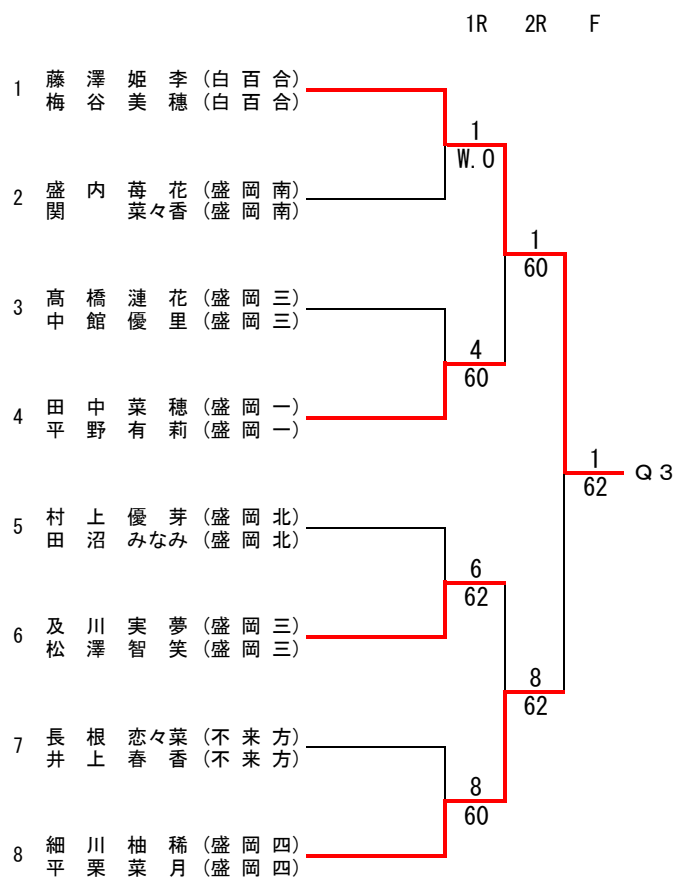 1R 2R F
1 藤澤 姫李 (白百合)
梅谷 美穗 (白百合)
1
W.O
2 盛内 苺花 (盛岡南)
関 菜々香 (盛岡南)
1
60
3 髙橋 漣花 (盛岡三)
中館 優里 (盛岡三)
4
60
4 田中 菜穂 (盛岡一)
平野 有莉 (盛岡一)
1
62
Q3
5 村上 優芽 (盛岡北)
田沼 みなみ (盛岡北)
6
62
6 及川 実夢 (盛岡三)
松澤 智笑 (盛岡三)
8
62
7 長根 恋々菜 (不来方)
井上 春香 (不来方)
8
60
8 細川 柚稀 (盛岡四)
平栗 菜月 (盛岡四)